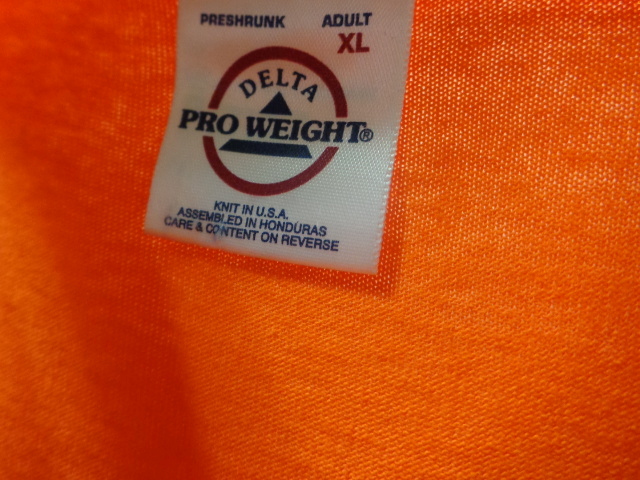 PRESHRUNK ADULT
XL
DELTA
PRO WEIGHT®
KNIT IN U.S.A.
ASSEMBLED IN HONDURAS
CARE & CONTENT ON REVERSE